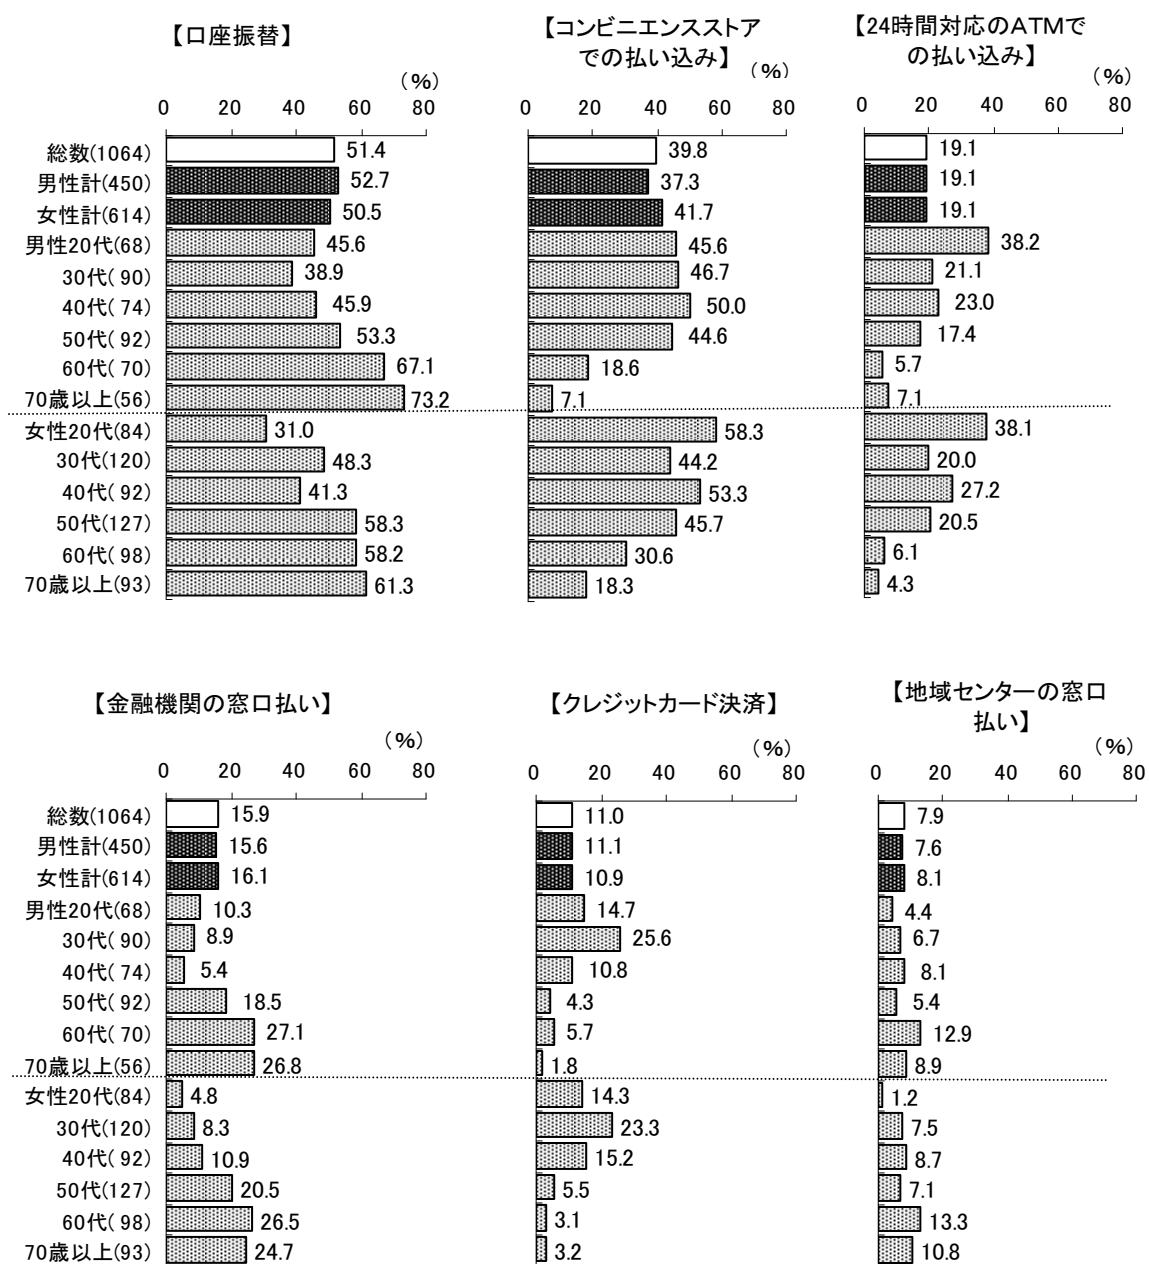 【口座振替】
(%)
0 20 40 60 80
総数(1064) 51.4
男性計(450) 52.7
女性計(614) 50.5
男性20代(68) 45.6
30代( 90) 38.9
40代( 74) 45.9
50代( 92) 53.3
60代( 70) 67.1
70歳以上(56) 73.2
女性20代(84) 31.0
30代(120) 48.3
40代( 92) 41.3
50代(127) 58.3
60代( 98) 58.2
70歳以上(93) 61.3
【コンビニエンスストア
での払い込み】
(%)
0 20 40 60 80
39.8
37.3
41.7
45.6
46.7
50.0
44.6
18.6
7.1
58.3
44.2
53.3
45.7
30.6
18.3
【24時間対応のATMで
の払い込み】
(%)
0 20 40 60 80
19.1
19.1
19.1
38.2
21.1
23.0
17.4
5.7
7.1
38.1
20.0
27.2
20.5
6.1
4.3
【金融機関の窓口払い】
(%)
0 20 40 60 80
総数(1064) 15.9
男性計(450) 15.6
女性計(614) 16.1
男性20代(68) 10.3
30代( 90) 8.9
40代( 74) 5.4
50代( 92) 18.5
60代( 70) 27.1
70歳以上(56) 26.8
女性20代(84) 4.8
30代(120) 8.3
40代( 92) 10.9
50代(127) 20.5
60代( 98) 26.5
70歳以上(93) 24.7
【クレジットカード決済】
(%)
0 20 40 60 80
11.0
11.1
10.9
14.7
25.6
10.8
4.3
5.7
1.8
14.3
23.3
15.2
5.5
3.1
3.2
【地域センターの窓口
払い】
(%)
0 20 40 60 80
7.9
7.6
8.1
4.4
6.7
8.1
5.4
12.9
8.9
1.2
7.5
8.7
7.1
13.3
10.8